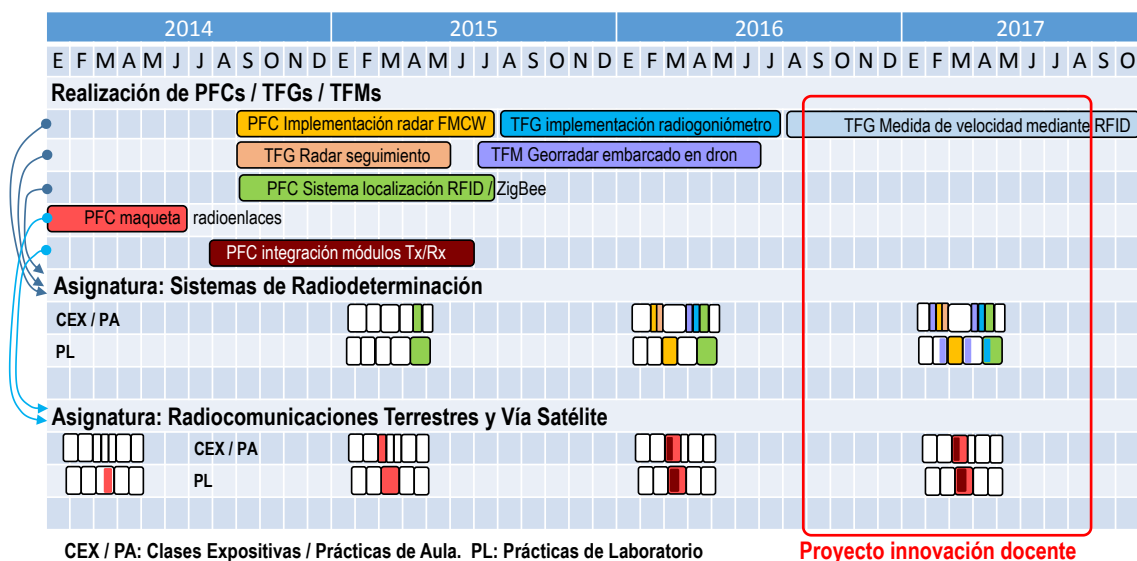 2014 2015 2016 2017
E F M A M J J A S O N D E F M A M J J A S O N D E F M A M J J A S O N D E F M A M J J A S O
Realización de PFCs / TFGs / TFMs
PFC Implementación radar FMCW TFG implementación radiogoniómetro TFG Medida de velocidad mediante RFID
TFG Radar seguimiento TFM Georradar embarcado en dron
PFC Sistema localización RFID / ZigBee
PFC maqueta radioenlaces
PFC integración módulos Tx/Rx
Asignatura: Sistemas de Radiodeterminación
CEX / PA
PL
Asignatura: Radiocomunicaciones Terrestres y Vía Satélite
CEX / PA
PL
CEX / PA: Clases Expositivas / Prácticas de Aula. PL: Prácticas de Laboratorio Proyecto innovación docente